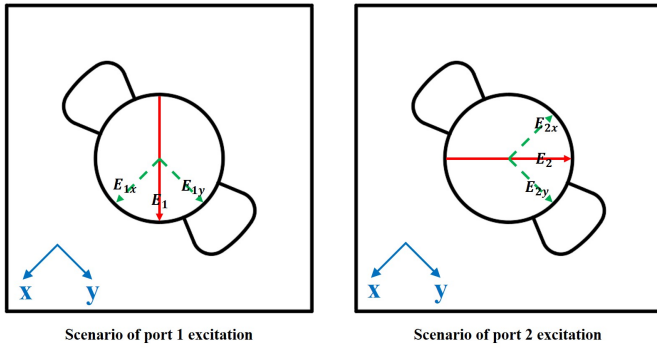 E1x E1y
E1
x y
Scenario of port 1 excitation
E2x
E2
E2y
x y
Scenario of port 2 excitation